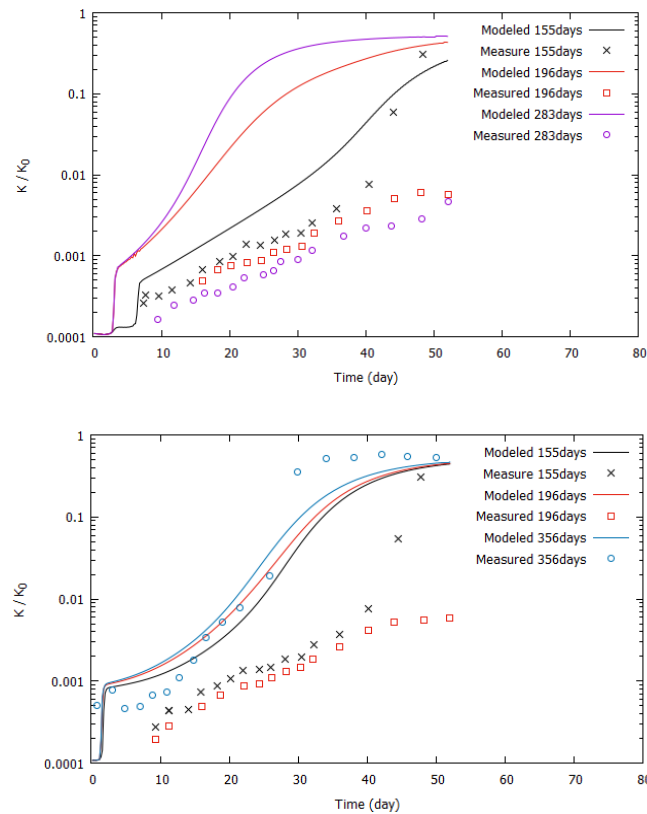 1
0.1
0.01
0.001
0.0001
K / K0
0 10 20 30 40 50 60 70 80
Time (day)
Modeled 155days
Measure 155days
Modeled 196days
Measured 196days
Modeled 283days
Measured 283days
1
0.1
0.01
0.001
0.0001
K / K0
0 10 20 30 40 50 60 70 80
Time (day)
Modeled 155days
Measure 155days
Modeled 196days
Measured 196days
Modeled 356days
Measured 356days